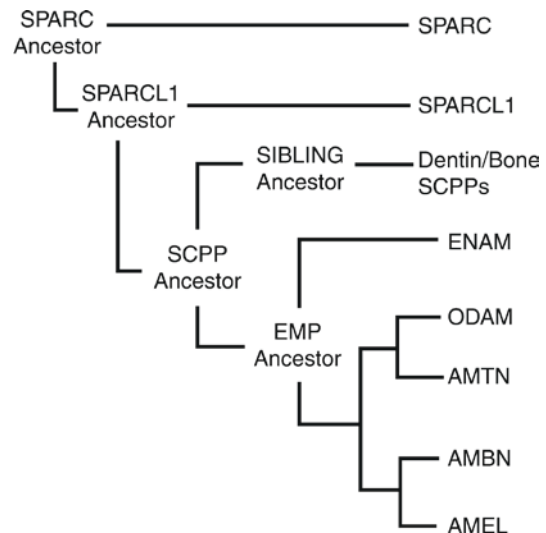 SPARC
Ancestor
SPARC
SPARCL1
Ancestor
SPARCL1
SIBLING
Ancestor
Dentin/Bone
SCPPs
SCPP
Ancestor
ENAM
EMP
Ancestor
ODAM
AMTN
AMBN
AMEL